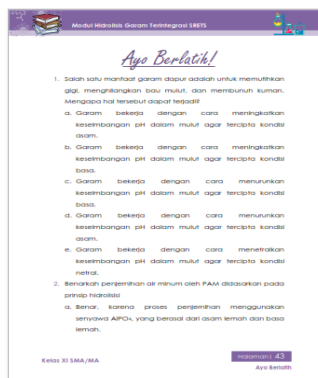 Modul Hidrolisis Garam Terintegrasi SBETS
Ayo Berlatih!
1. Salah satu manfaat garam dapur adalah untuk memutihkan
gigi, menghilangkan bau mulut, dan membunuh kuman.
Mengapa hal tersebut dapat terjadi?
a. Garam bekerja dengan cara meningkatkan
keseimbangan pH dalam mulut agar tercipta kondisi
asam.
b. Garam bekerja dengan cara meningkatkan
keseimbangan pH dalam mulut agar tercipta kondisi
basa.
c. Garam bekerja dengan cara menurunkan
keseimbangan pH dalam mulut agar tercipta kondisi
basa.
d. Garam bekerja dengan cara menurunkan
keseimbangan pH dalam mulut agar tercipta kondisi
asam.
e. Garam bekerja dengan cara menetralkan
keseimbangan pH dalam mulut agar tercipta kondisi
netral.
2. Benarkah penjernihan air minum oleh PAM didasarkan pada
prinsip hidrolisis!
a. Benar, karena proses penjernihan menggunakan
senyawa AlPO₄, yang berasal dari asam lemah dan basa
lemah.
Kelas XI SMA/MA
Halaman | 43
Ayo Berlatih